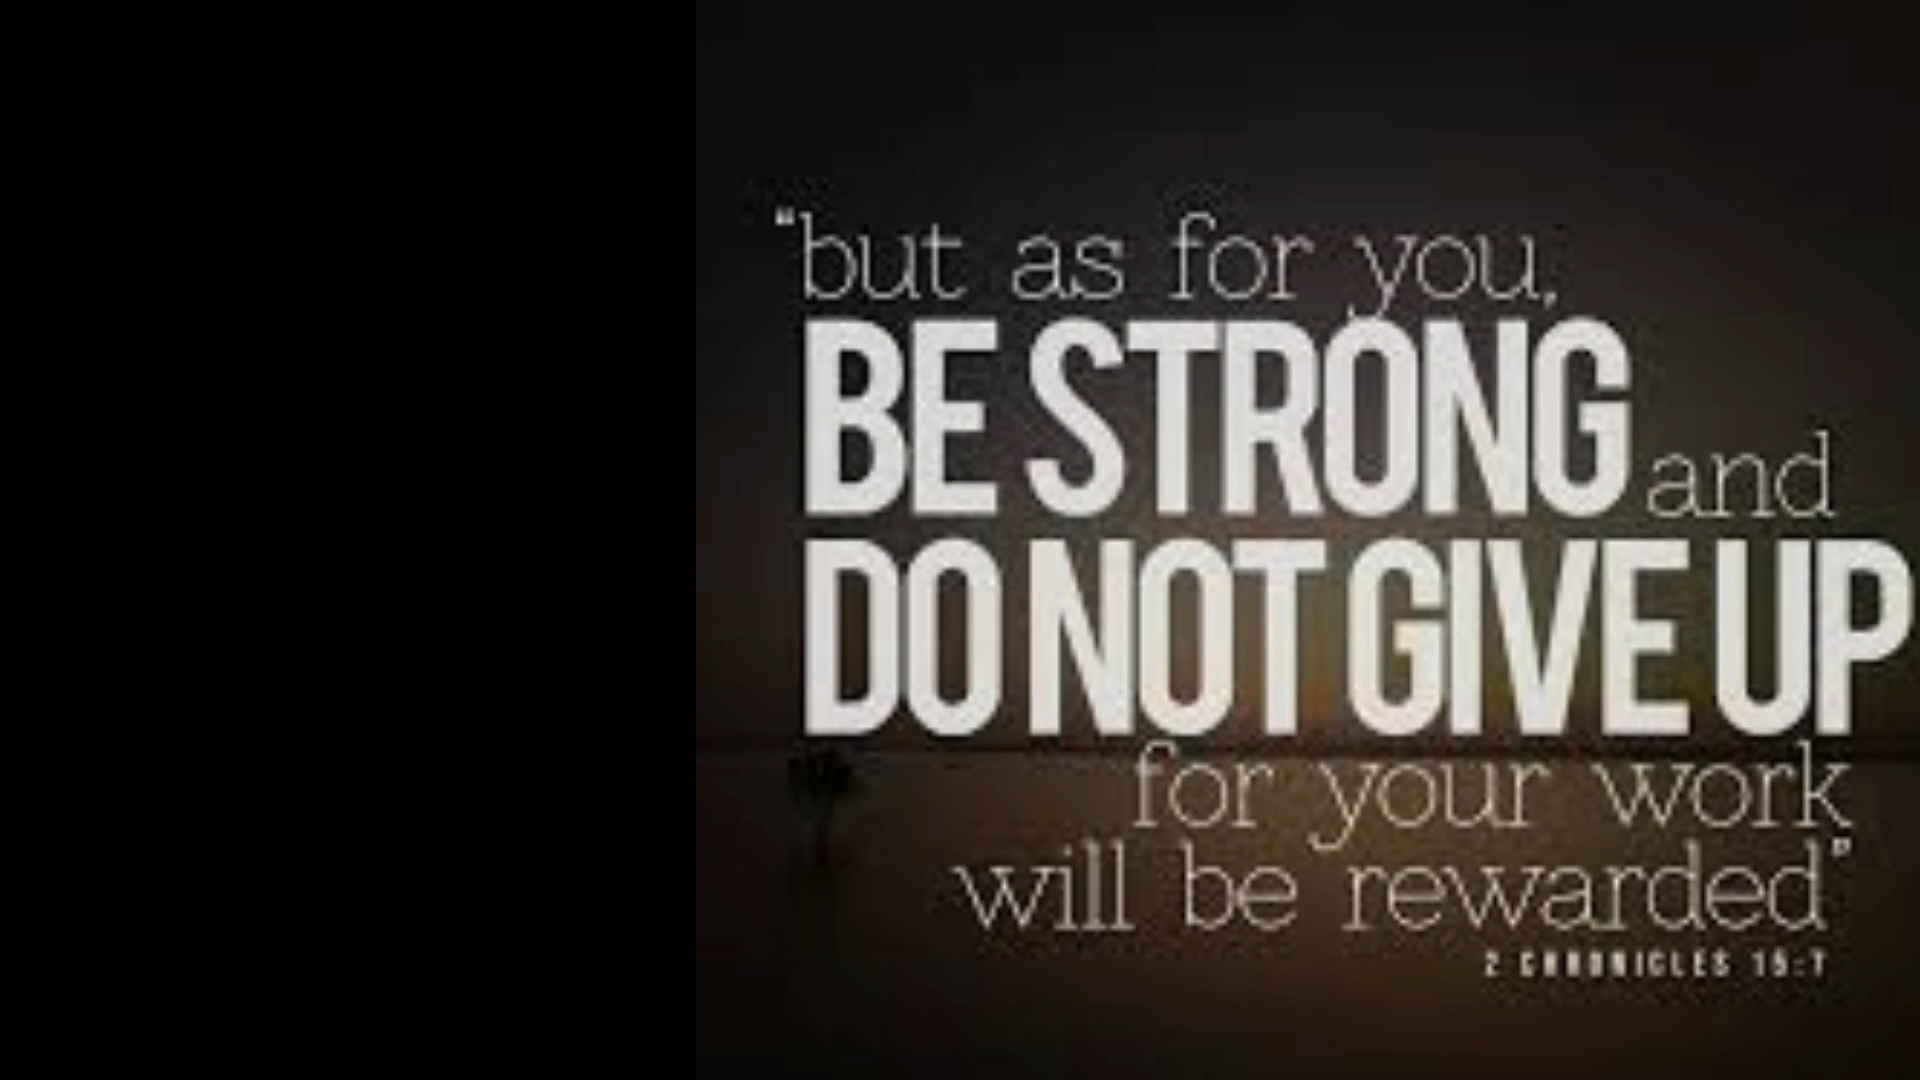 “but as for you,
BE STRONG and
DO NOT GIVE UP
for your work
will be rewarded”
2 CHRONICLES 15:7